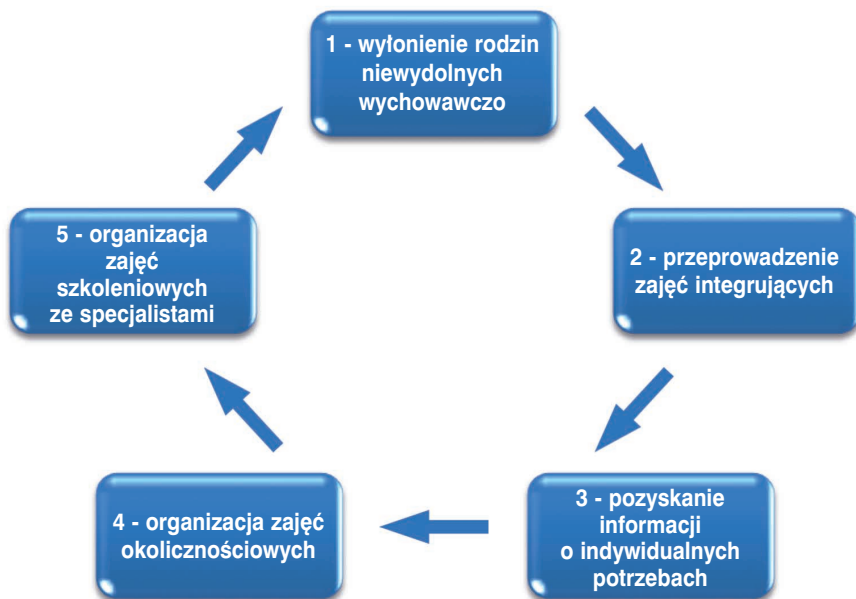 1 - wyłonienie rodzin
niewydolnych
wychowawczo
2 - przeprowadzenie
zajęć integrujących
3 - pozyskanie
informacji
o indywidualnych
potrzebach
4 - organizacja zajęć
okolicznościowych
5 - organizacja
zajęć
szkoleniowych
ze specjalistami